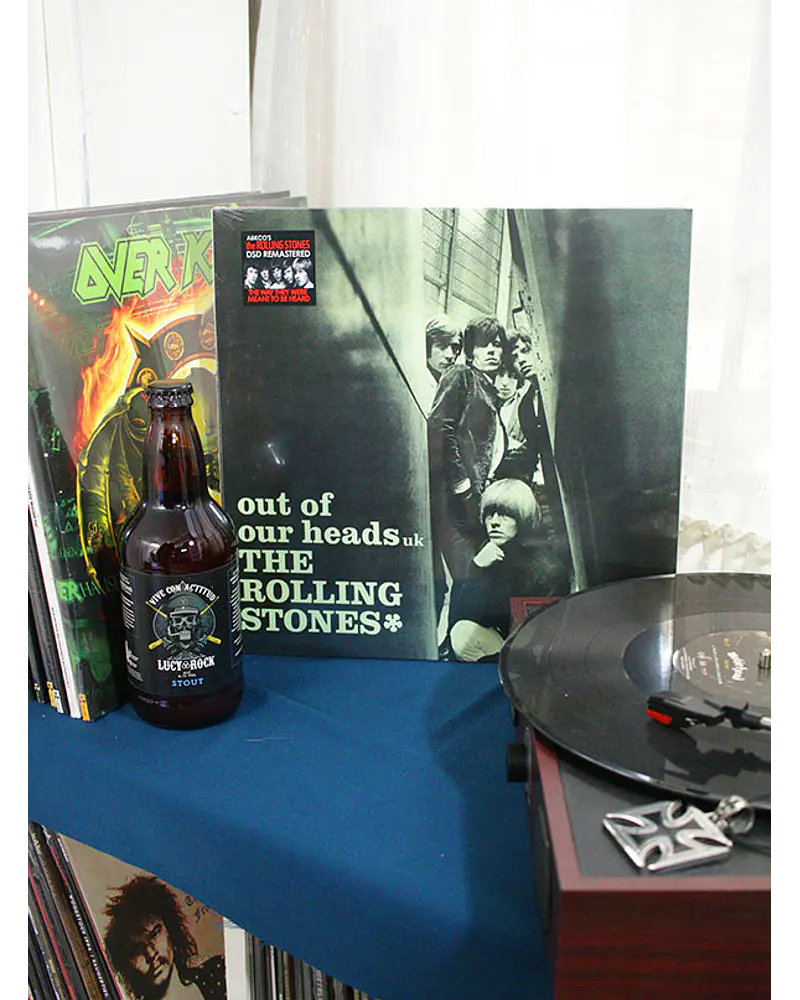 OVER K
ABKCO'S
the ROLLING STONES
DSD REMASTERED
THE WAY THEY WERE
MEANT TO BE HEARD
out of
our heads uk
THE
ROLLING
STONES
VIVE CON ACTITUD
LUCY ROCK
STOUT